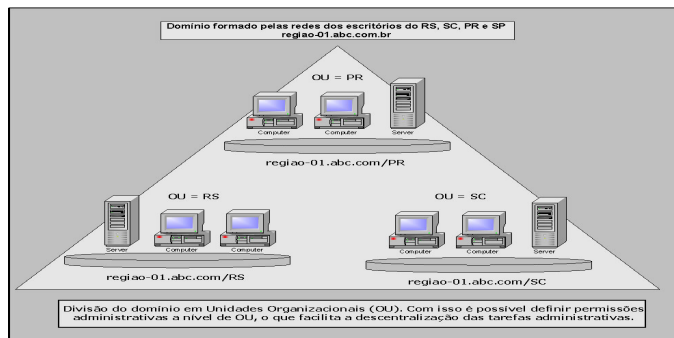 Domínio formado pelas redes dos escritórios do RS, SC, PR e SP
regiao-01.abc.com.br
OU = PR
Computer
Computer
Server
regiao-01.abc.com/PR
OU = RS
Server
Computer
Computer
regiao-01.abc.com/RS
OU = SC
Computer
Computer
Server
regiao-01.abc.com/SC
Divisão do domínio em Unidades Organizacionais (OU). Com isso é possível definir permissões
administrativas a nível de OU, o que facilita a descentralização das tarefas administrativas.